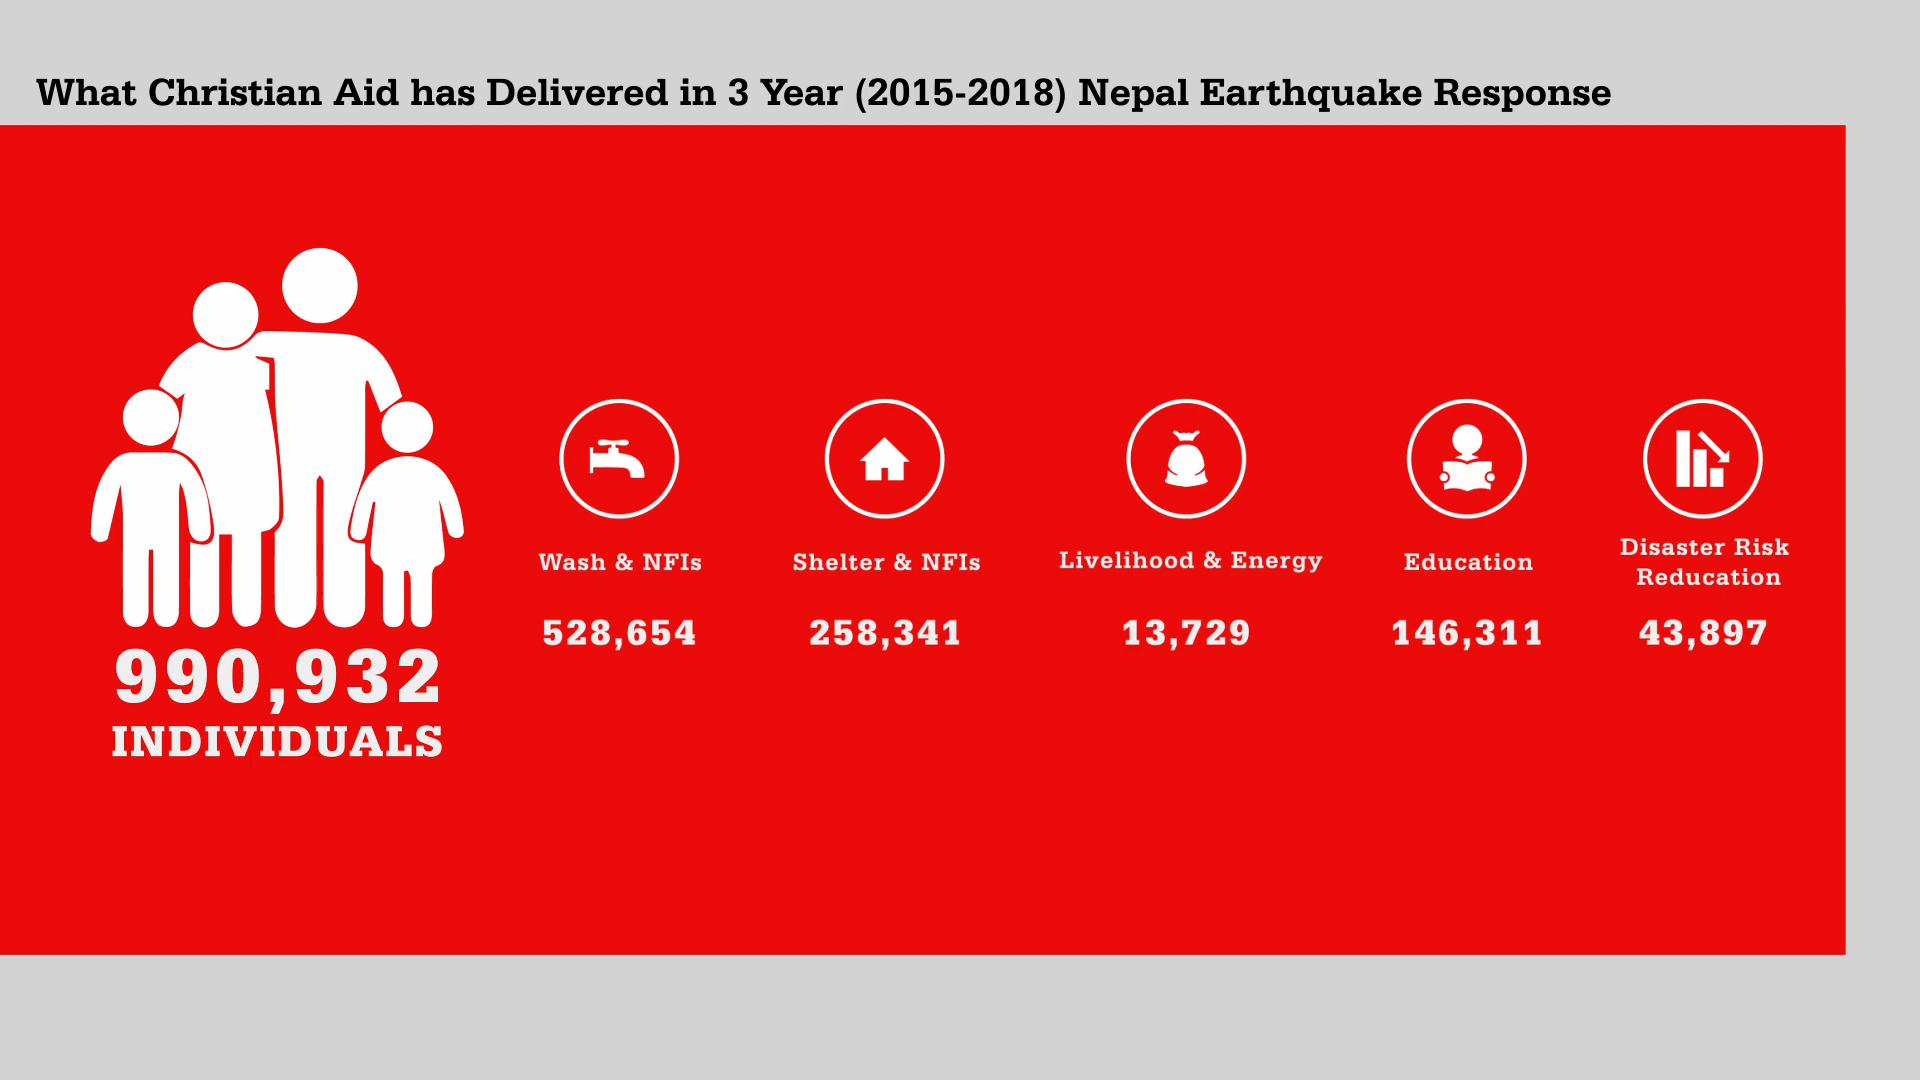 What Christian Aid has Delivered in 3 Year (2015-2018) Nepal Earthquake Response
990,932
INDIVIDUALS
Wash & NFIs
528,654
Shelter & NFIs
258,341
Livelihood & Energy
13,729
Education
146,311
Disaster Risk
Reducation
43,897